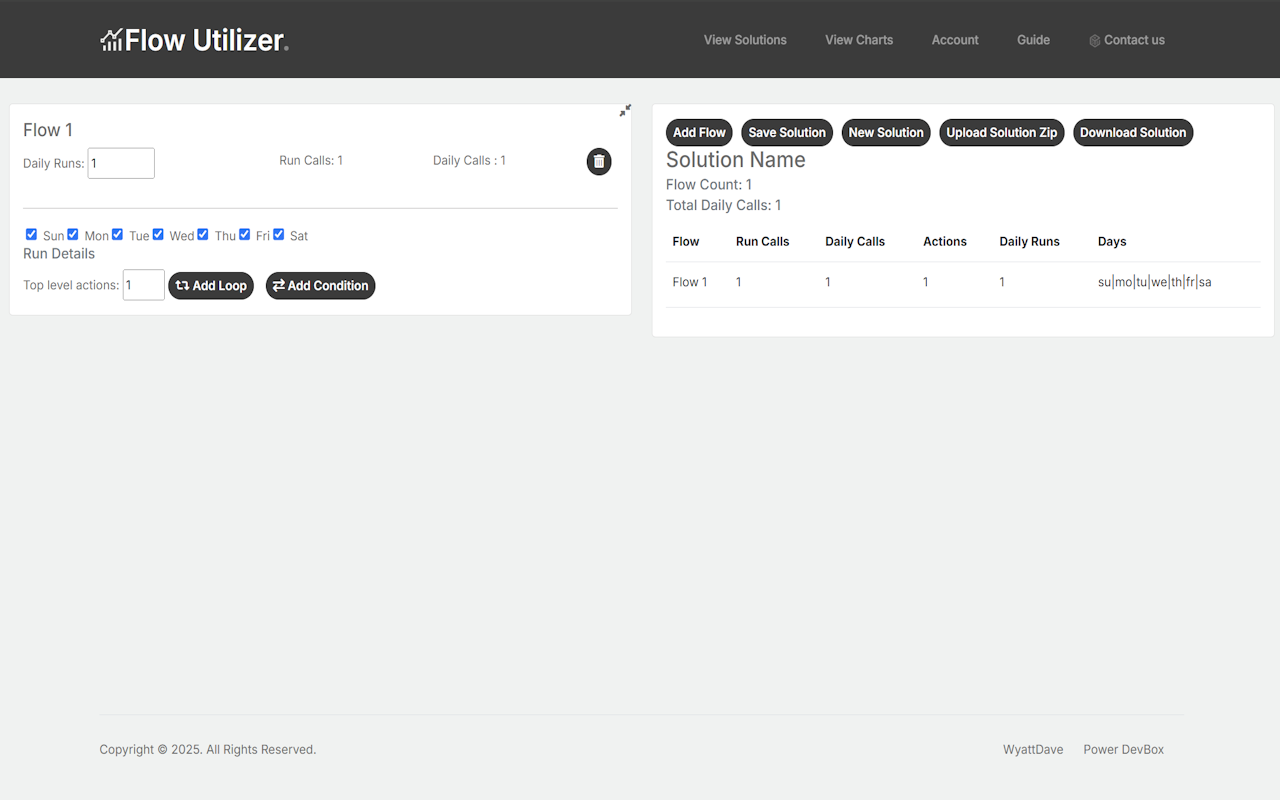 Flow Utilizer.
View Solutions View Charts Account Guide Contact us
Flow 1
Daily Runs: 1 Run Calls: 1 Daily Calls : 1
Sun Mon Tue Wed Thu Fri Sat
Run Details
Top level actions: 1 Add Loop Add Condition
Add Flow Save Solution New Solution Upload Solution Zip Download Solution
Solution Name
Flow Count: 1
Total Daily Calls: 1
Flow Run Calls Daily Calls Actions Daily Runs Days
Flow 1 1 1 1 1 su|mo|tu|we|th|fr|sa
Copyright © 2025. All Rights Reserved.
WyattDave Power DevBox